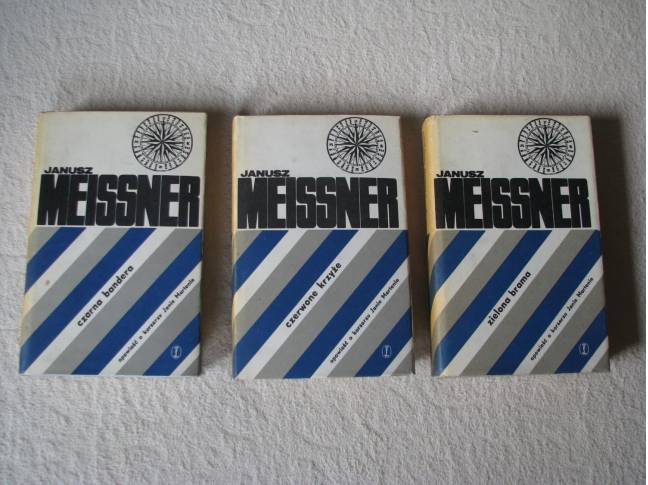 JANUSZ
MEISSNER
czarna bandera
opowieść o korsarzu Janie Martenie
JANUSZ
MEISSNER
czerwone krzyże
opowieść o korsarzu Janie Martenie
JANUSZ
MEISSNER
zielona brama
opowieść o korsarzu Janie Martenie